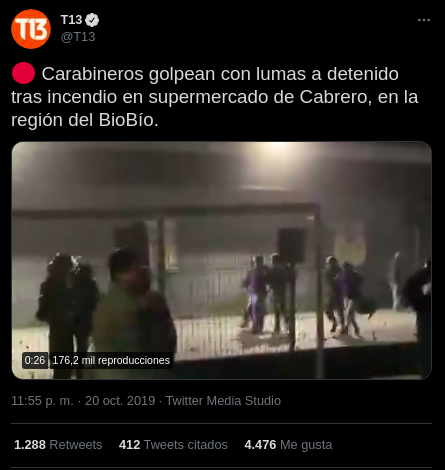 T13
T13
@T13
🔴 Carabineros golpean con lumas a detenido
tras incendio en supermercado de Cabrero, en la
región del BioBío.
0:26 176,2 mil reproducciones
11:55 p. m. · 20 oct. 2019 · Twitter Media Studio
1.288 Retweets 412 Tweets citados 4.476 Me gusta